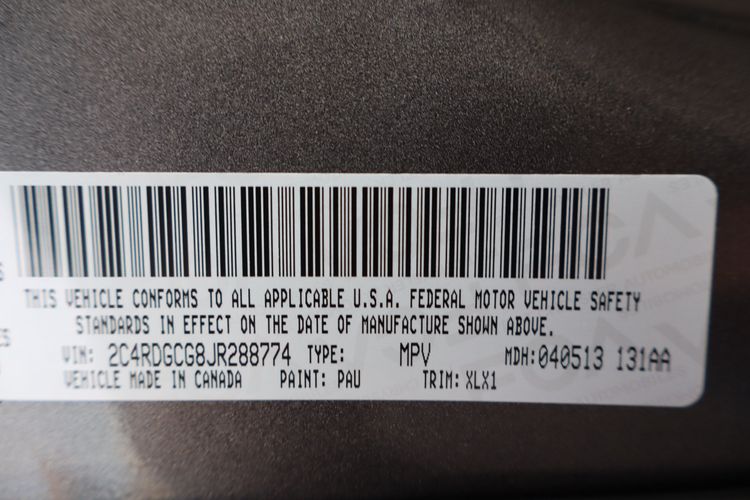 THIS VEHICLE CONFORMS TO ALL APPLICABLE U.S.A. FEDERAL MOTOR VEHICLE SAFETY
STANDARDS IN EFFECT ON THE DATE OF MANUFACTURE SHOWN ABOVE.
VIN: 2C4RDGCG8JR288774 TYPE: MPV MDH: 040513 131AA
VEHICLE MADE IN CANADA PAINT: PAU TRIM: XLX1